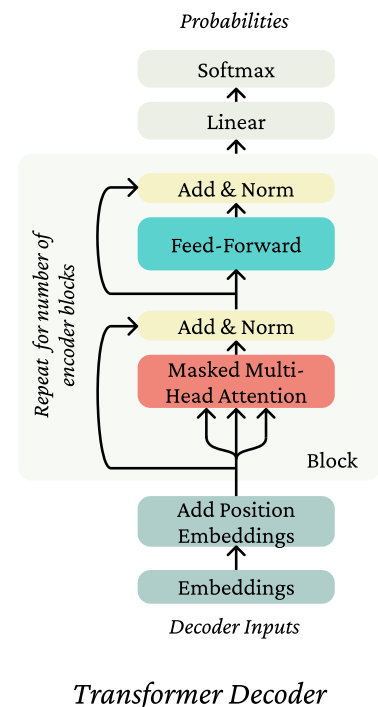 Probabilities
Softmax
Linear
Add & Norm
Feed-Forward
Repeat for number of
encoder blocks
Add & Norm
Masked Multi-
Head Attention
Block
Add Position
Embeddings
Embeddings
Decoder Inputs
Transformer Decoder